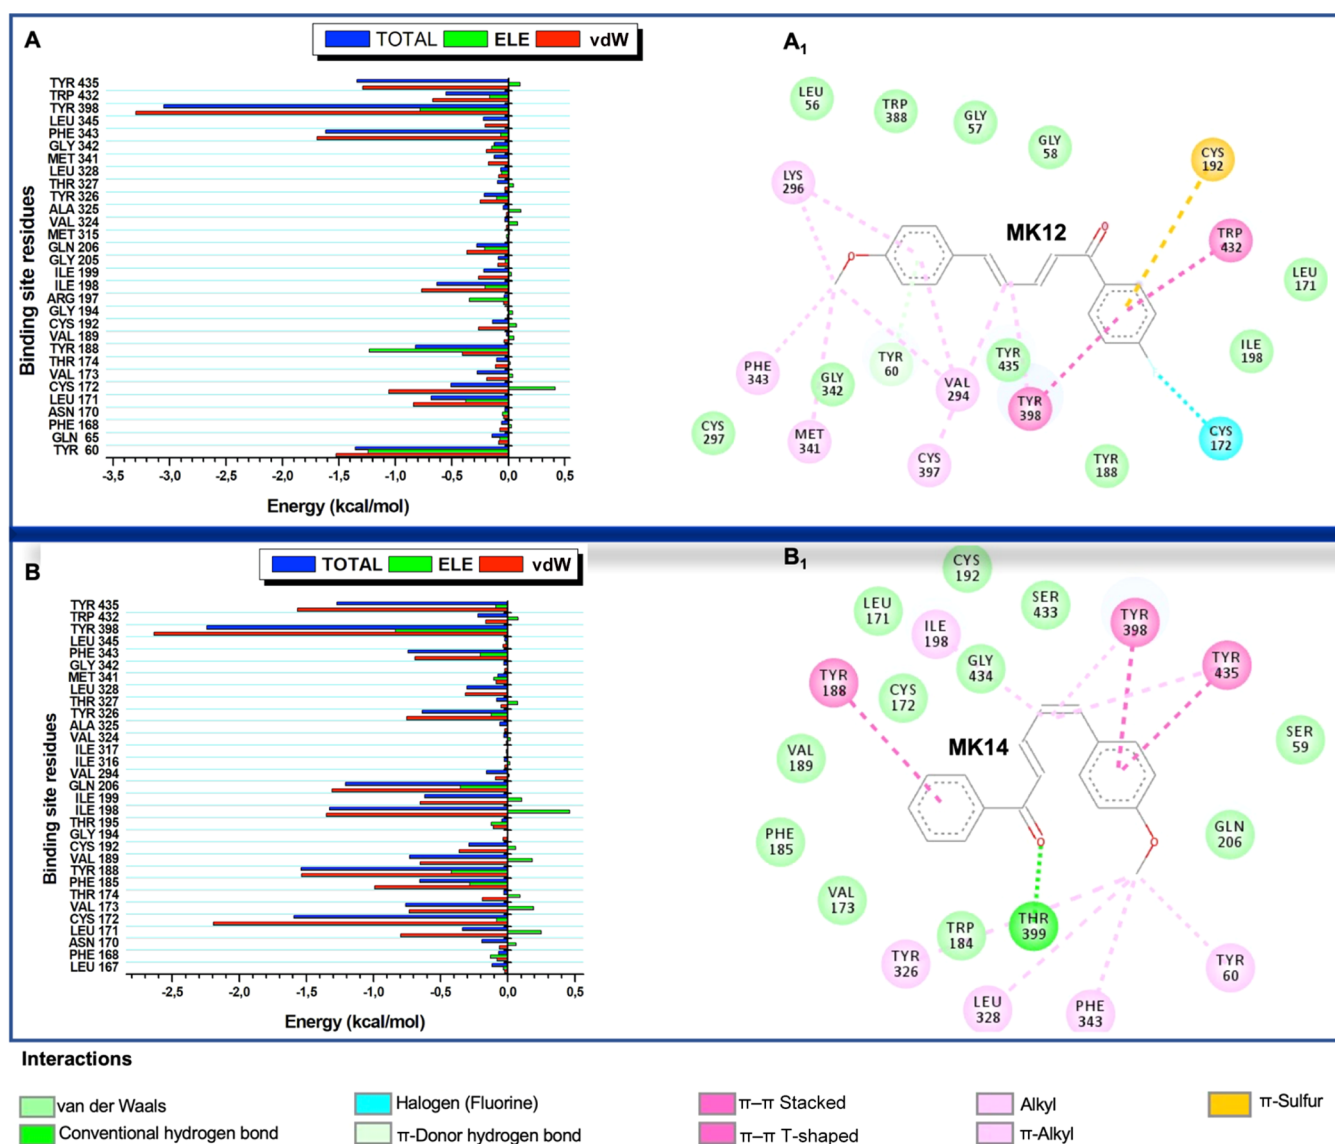 A
TOTAL ELE vdW
Binding site residues
TYR 435
TRP 432
TYR 398
LEU 345
PHE 343
GLY 342
MET 341
LEU 328
THR 327
TYR 326
ALA 325
VAL 324
MET 315
GLN 206
GLY 205
ILE 199
ILE 198
ARG 197
GLY 194
CYS 192
VAL 189
TYR 188
THR 174
VAL 173
CYS 172
LEU 171
ASN 170
PHE 168
GLN 65
TYR 60
-3,5 -3,0 -2,5 -2,0 -1,5 -1,0 -0,5 0,0 0,5
Energy (kcal/mol)
A1
LEU 56
TRP 388
GLY 57
GLY 58
CYS 192
LYS 296
MK12
O
TRP 432
O
LEU 171
ILE 198
PHE 343
GLY 342
TYR 60
VAL 294
TYR 435
TYR 398
CYS 297
MET 341
CYS 397
TYR 188
CYS 172
B
TOTAL ELE vdW
Binding site residues
TYR 435
TRP 432
TYR 398
LEU 345
PHE 343
GLY 342
MET 341
LEU 328
THR 327
TYR 326
ALA 325
VAL 324
ILE 317
ILE 316
VAL 294
GLN 206
ILE 199
ILE 198
THR 195
GLY 194
CYS 192
VAL 189
TYR 188
PHE 185
THR 174
VAL 173
CYS 172
LEU 171
ASN 170
PHE 168
LEU 167
-2,5 -2,0 -1,5 -1,0 -0,5 0,0 0,5
Energy (kcal/mol)
B1
CYS 192
LEU 171
ILE 198
SER 433
TYR 398
TYR 188
CYS 172
GLY 434
TYR 435
VAL 189
MK14
SER 59
PHE 185
O
O
GLN 206
VAL 173
TRP 184
THR 399
TYR 326
LEU 328
PHE 343
TYR 60
Interactions
van der Waals
Halogen (Fluorine)
π–π Stacked
Alkyl
π-Sulfur
Conventional hydrogen bond
π-Donor hydrogen bond
π–π T-shaped
π-Alkyl